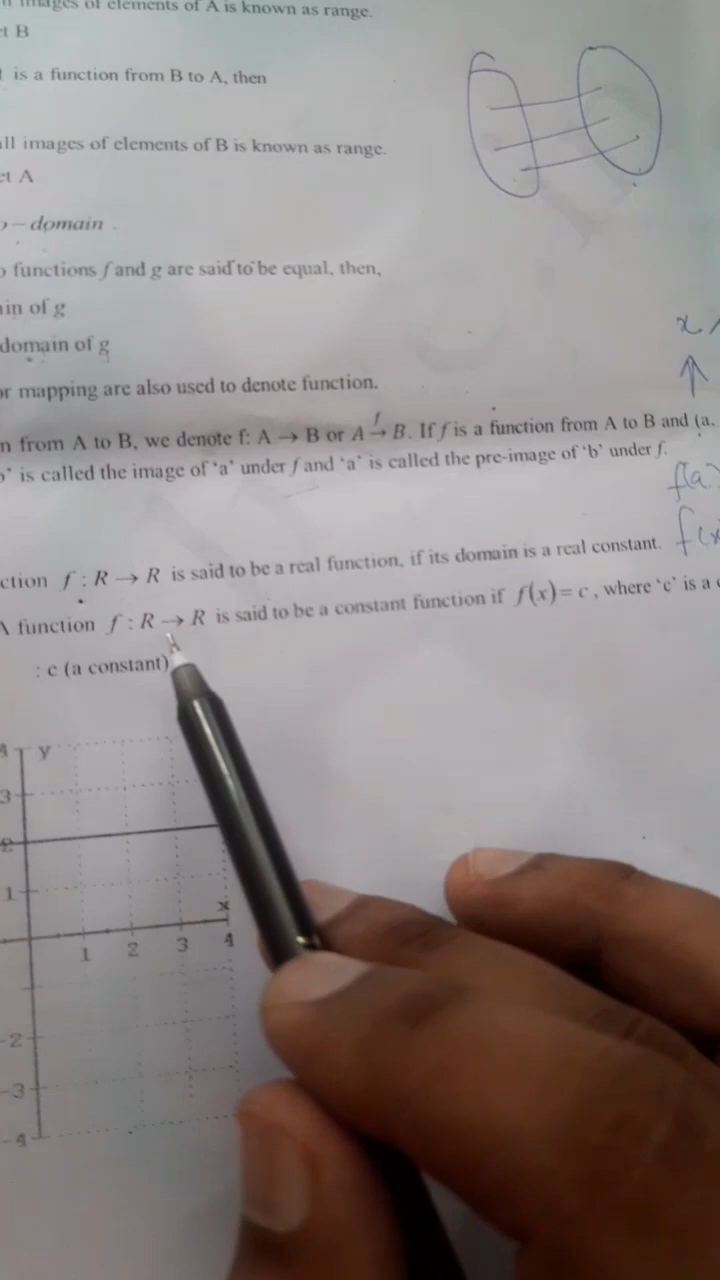 images of elements of A is known as range.
et B
is a function from B to A, then
all images of elements of B is known as range.
et A
o – domain
functions f and g are said to be equal, then,
in of g
domain of g
or mapping are also used to denote function.
x
n from A to B, we denote f: A → B or A →f B. If f is a function from A to B and (a,
b' is called the image of 'a' under f and 'a' is called the pre-image of 'b' under f.
f(a)
ction f : R → R is said to be a real function, if its domain is a real constant.
f(x
A function f : R → R is said to be a constant function if f(x) = c, where 'c' is a
: c (a constant)
4 Y
3
2
1
x
1 2 3 4
-2
-3
-4